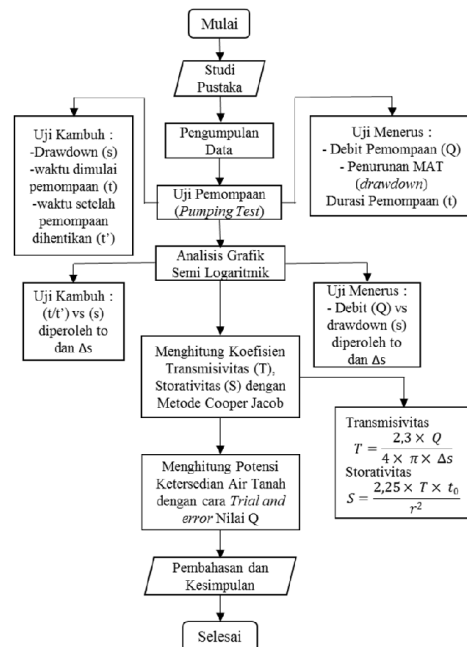 Mulai
Studi
Pustaka
Pengumpulan
Data
Uji Kambuh :
-Drawdown (s)
-waktu dimulai
pemompaan (t)
-waktu setelah
pemompaan
dihentikan (t’)
Uji Pemompaan
(Pumping Test)
Uji Menerus :
- Debit Pemompaan (Q)
- Penurunan MAT
(drawdown)
Durasi Pemompaan (t)
Analisis Grafik
Semi Logaritmik
Uji Kambuh :
(t/t’) vs (s)
diperoleh to
dan Δs
Uji Menerus :
- Debit (Q) vs
drawdown (s)
diperoleh to
dan Δs
Menghitung Koefisien
Transmisivitas (T),
Storativitas (S) dengan
Metode Cooper Jacob
Transmisivitas
T = (2,3 × Q) / (4 × π × Δs)
Storativitas
S = (2,25 × T × t₀) / r²
Menghitung Potensi
Ketersedian Air Tanah
dengan cara Trial and
error Nilai Q
Pembahasan dan
Kesimpulan
Selesai